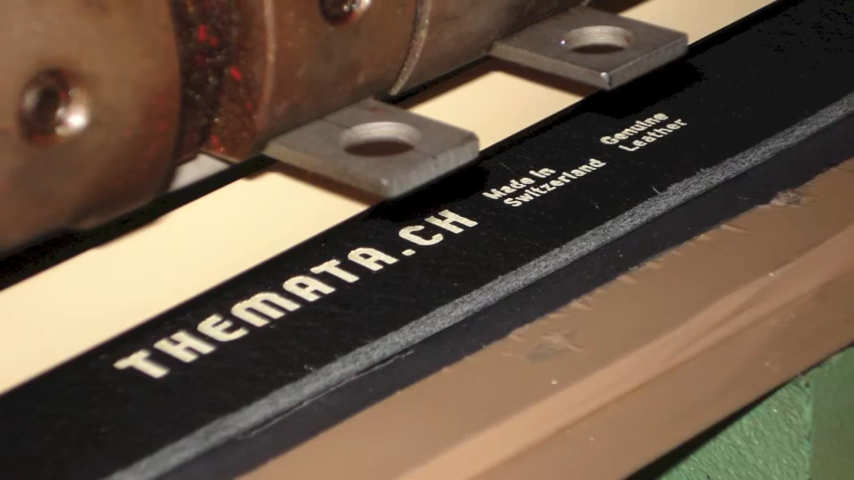 THEMATA.CH
Made in
Switzerland
Genuine
Leather